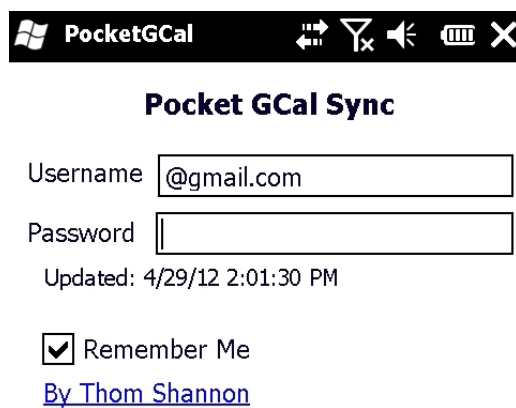 PocketGCal
Pocket GCal Sync
Username @gmail.com
Password
Updated: 4/29/12 2:01:30 PM
Remember Me
By Thom Shannon